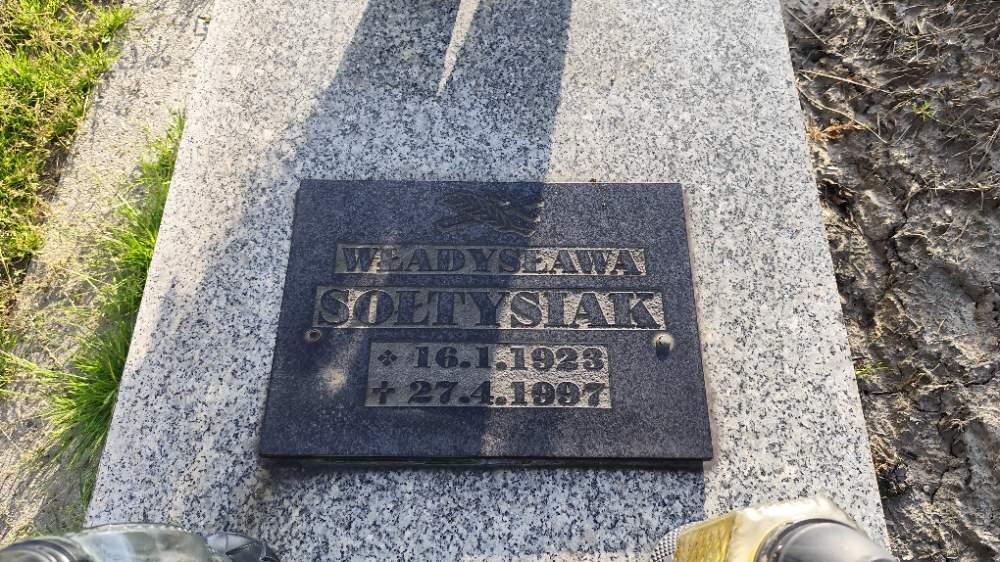 WŁADYSŁAWA
SOŁTYSIAK
16.1.1923
✝ 27.4.1997